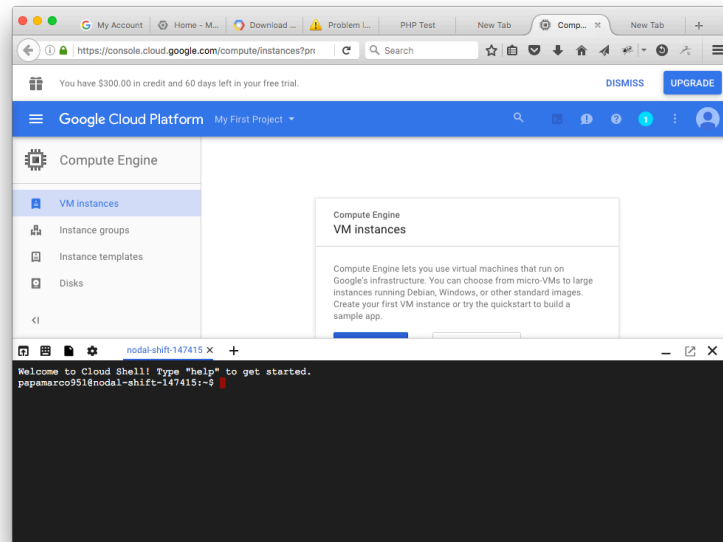 My Account
Home - M...
Download ...
Problem l...
PHP Test
New Tab
Comp...
New Tab
https://console.cloud.google.com/compute/instances?pr
Search
You have $300.00 in credit and 60 days left in your free trial.
DISMISS
UPGRADE
Google Cloud Platform
My First Project
1
Compute Engine
VM instances
Instance groups
Instance templates
Disks
Compute Engine
VM instances
Compute Engine lets you use virtual machines that run on
Google's infrastructure. You can choose from micro-VMs to large
instances running Debian, Windows, or other standard images.
Create your first VM instance or try the quickstart to build a
sample app.
nodal-shift-147415
Welcome to Cloud Shell! Type "help" to get started.
papamarco951@nodal-shift-147415:~$